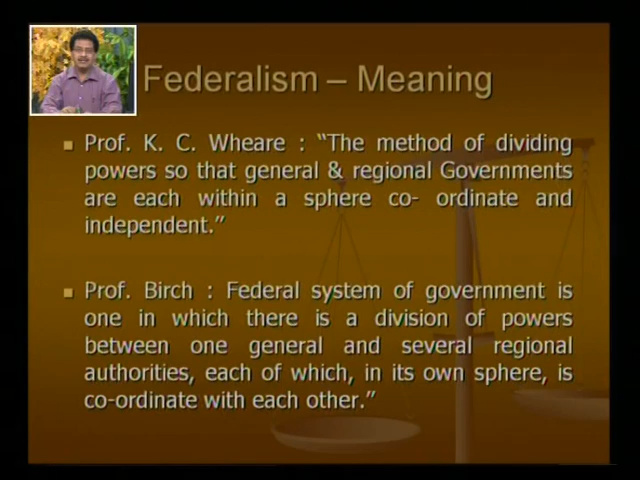 Federalism – Meaning
Prof. K. C. Wheare : “The method of dividing
powers so that general & regional Governments
are each within a sphere co- ordinate and
independent.”
Prof. Birch : Federal system of government is
one in which there is a division of powers
between one general and several regional
authorities, each of which, in its own sphere, is
co-ordinate with each other.”